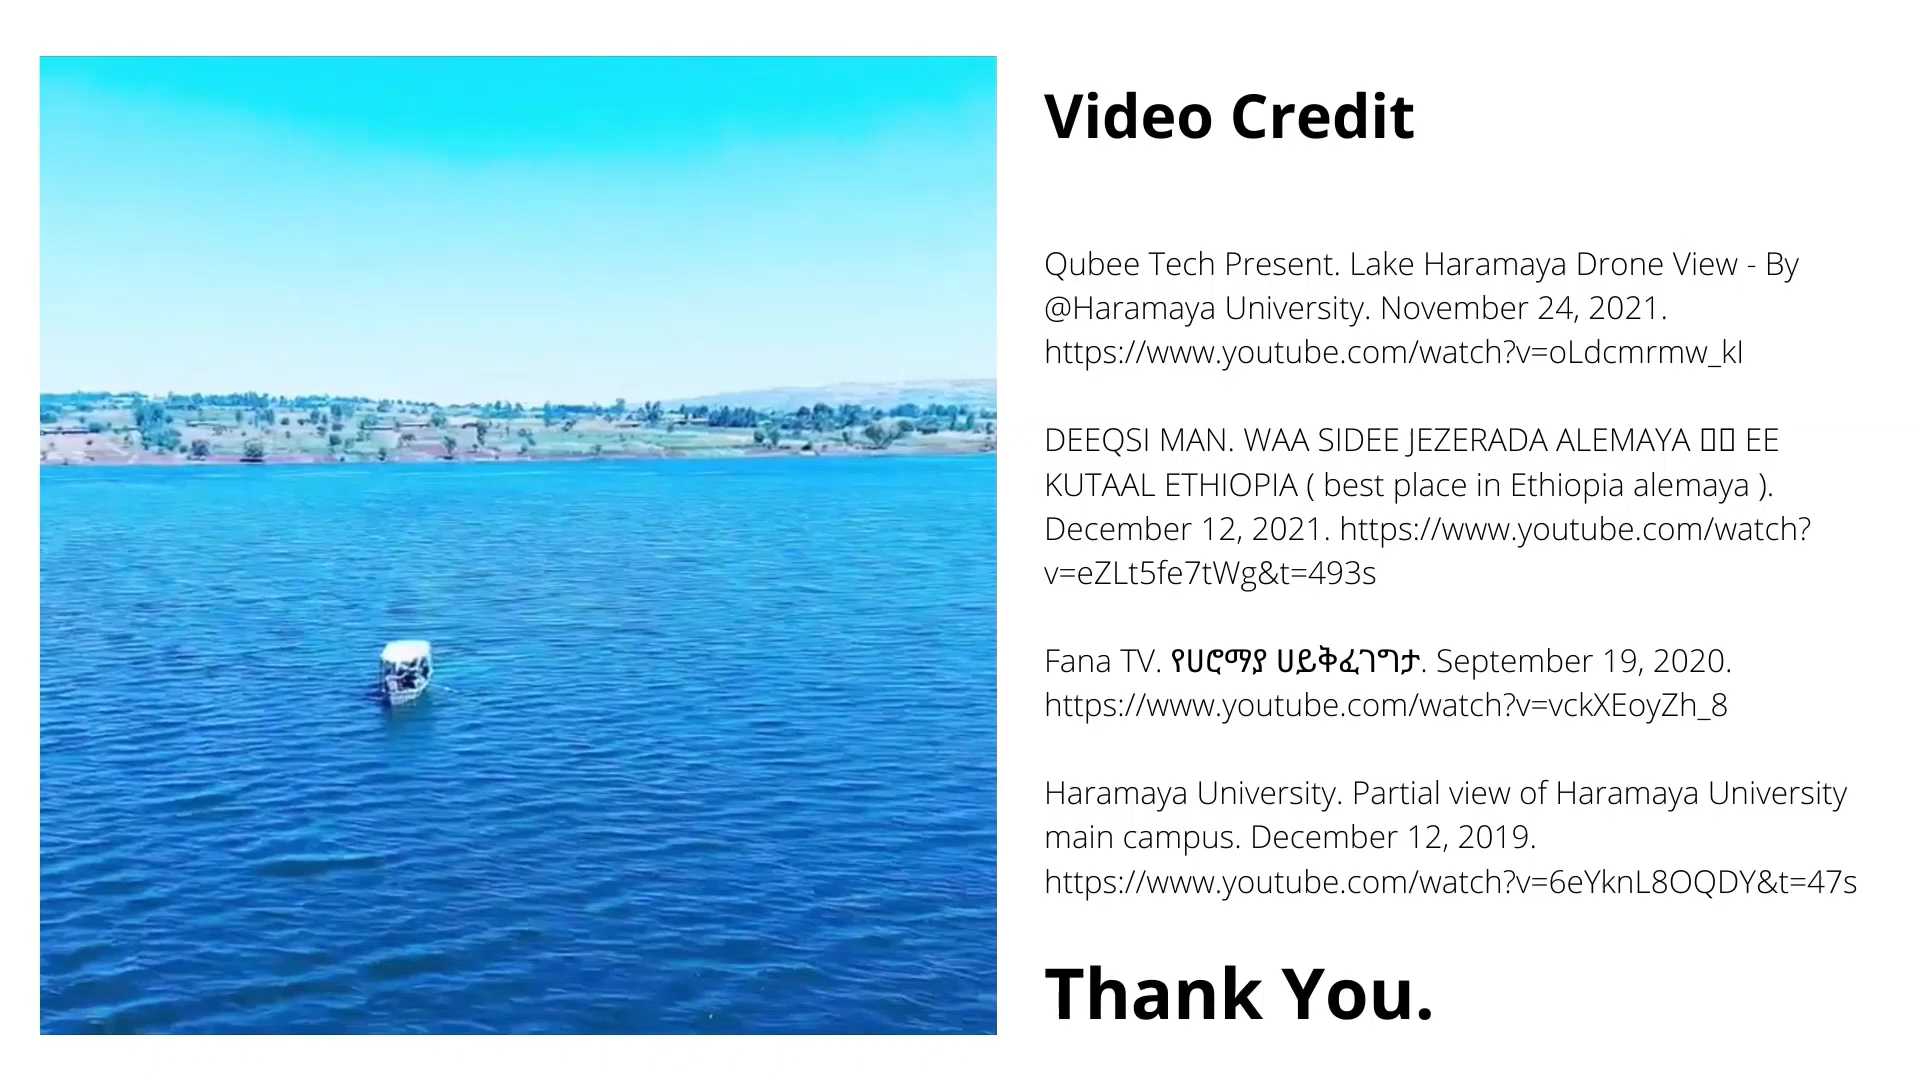 Video Credit
Qubee Tech Present. Lake Haramaya Drone View - By
@Haramaya University. November 24, 2021.
https://www.youtube.com/watch?v=oLdcmrmw_kI
DEEQSI MAN. WAA SIDEE JEZERADA ALEMAYA EE
KUTAAL ETHIOPIA ( best place in Ethiopia alemaya ).
December 12, 2021. https://www.youtube.com/watch?
v=eZLt5fe7tWg&t=493s
Fana TV. የሀሮማያ ሀይቅፈገግታ. September 19, 2020.
https://www.youtube.com/watch?v=vckXEoyZh_8
Haramaya University. Partial view of Haramaya University
main campus. December 12, 2019.
https://www.youtube.com/watch?v=6eYknL8OQDY&t=47s
Thank You.